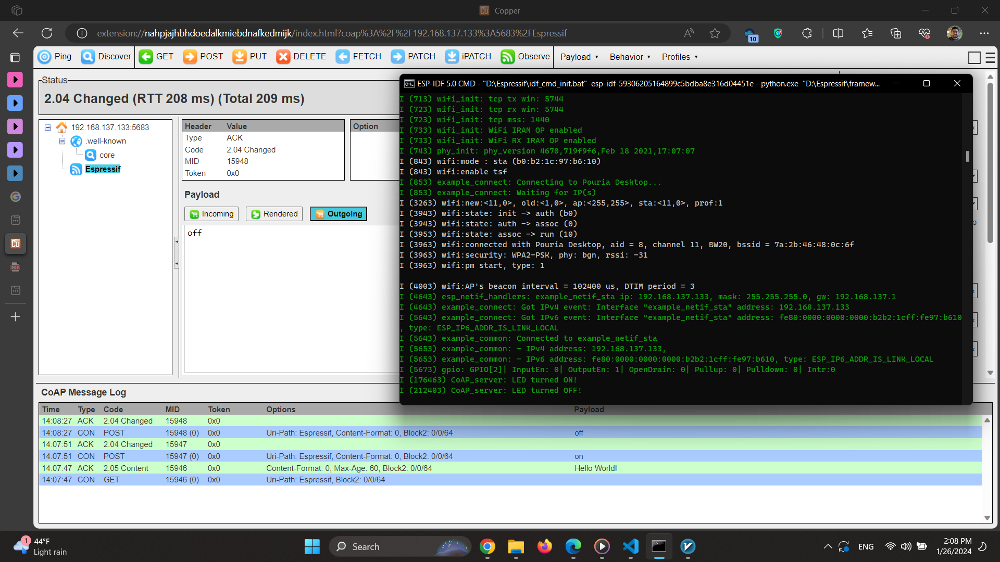 Cu Copper
extension://nahpjajhbhdoedalkmiebdnafkedmijk/index.html?coap%3A%2F%2F192.168.137.133%3A5683%2FEspressif
10
Ping Discover GET POST PUT DELETE FETCH PATCH iPATCH Observe Payload Behavior Profiles
Status
2.04 Changed (RTT 208 ms) (Total 209 ms)
192.168.137.133:5683
.well-known
core
Espressif
Header Value
Type ACK
Code 2.04 Changed
MID 15948
Token 0x0
Option
Payload
Incoming Rendered Outgoing
off
Cu
PDF
ESP-IDF 5.0 CMD - "D:\Espressif\idf_cmd_init.bat" esp-idf-59306205164899c5bdba8e316d04451e - python.exe "D:\Espressif\framew...
I (713) wifi_init: tcp tx win: 5744
I (723) wifi_init: tcp rx win: 5744
I (723) wifi_init: tcp mss: 1440
I (733) wifi_init: WiFi IRAM OP enabled
I (733) wifi_init: WiFi RX IRAM OP enabled
I (743) phy_init: phy_version 4670,719f9f6,Feb 18 2021,17:07:07
I (843) wifi:mode : sta (b0:b2:1c:97:b6:10)
I (843) wifi:enable tsf
I (853) example_connect: Connecting to Pouria Desktop...
I (853) example_connect: Waiting for IP(s)
I (3263) wifi:new:<11,0>, old:<1,0>, ap:<255,255>, sta:<11,0>, prof:1
I (3943) wifi:state: init -> auth (b0)
I (3943) wifi:state: auth -> assoc (0)
I (3953) wifi:state: assoc -> run (10)
I (3963) wifi:connected with Pouria Desktop, aid = 8, channel 11, BW20, bssid = 7a:2b:46:48:0c:6f
I (3963) wifi:security: WPA2-PSK, phy: bgn, rssi: -31
I (3963) wifi:pm start, type: 1
I (4003) wifi:AP's beacon interval = 102400 us, DTIM period = 3
I (4643) esp_netif_handlers: example_netif_sta ip: 192.168.137.133, mask: 255.255.255.0, gw: 192.168.137.1
I (4643) example_connect: Got IPv4 event: Interface "example_netif_sta" address: 192.168.137.133
I (5643) example_connect: Got IPv6 event: Interface "example_netif_sta" address: fe80:0000:0000:0000:b2b2:1cff:fe97:b610
, type: ESP_IP6_ADDR_IS_LINK_LOCAL
I (5643) example_common: Connected to example_netif_sta
I (5653) example_common: - IPv4 address: 192.168.137.133,
I (5653) example_common: - IPv6 address: fe80:0000:0000:0000:b2b2:1cff:fe97:b610, type: ESP_IP6_ADDR_IS_LINK_LOCAL
I (5673) gpio: GPIO[2]| InputEn: 0| OutputEn: 1| OpenDrain: 0| Pullup: 0| Pulldown: 0| Intr:0
I (176463) CoAP_server: LED turned ON!
I (212403) CoAP_server: LED turned OFF!
CoAP Message Log
Time Type Code MID Token Options Payload
14:08:27 ACK 2.04 Changed 15948 0x0
14:08:27 CON POST 15948 (0) 0x0 Uri-Path: Espressif, Content-Format: 0, Block2: 0/0/64 off
14:07:51 ACK 2.04 Changed 15947 0x0
14:07:51 CON POST 15947 (0) 0x0 Uri-Path: Espressif, Content-Format: 0, Block2: 0/0/64 on
14:07:47 ACK 2.05 Content 15946 0x0 Content-Format: 0, Max-Age: 60, Block2: 0/0/64 Hello World!
14:07:47 CON GET 15946 (0) 0x0 Uri-Path: Espressif, Block2: 0/0/64
1 44°F
Light rain
Search
ENG
2:08 PM
1/26/2024